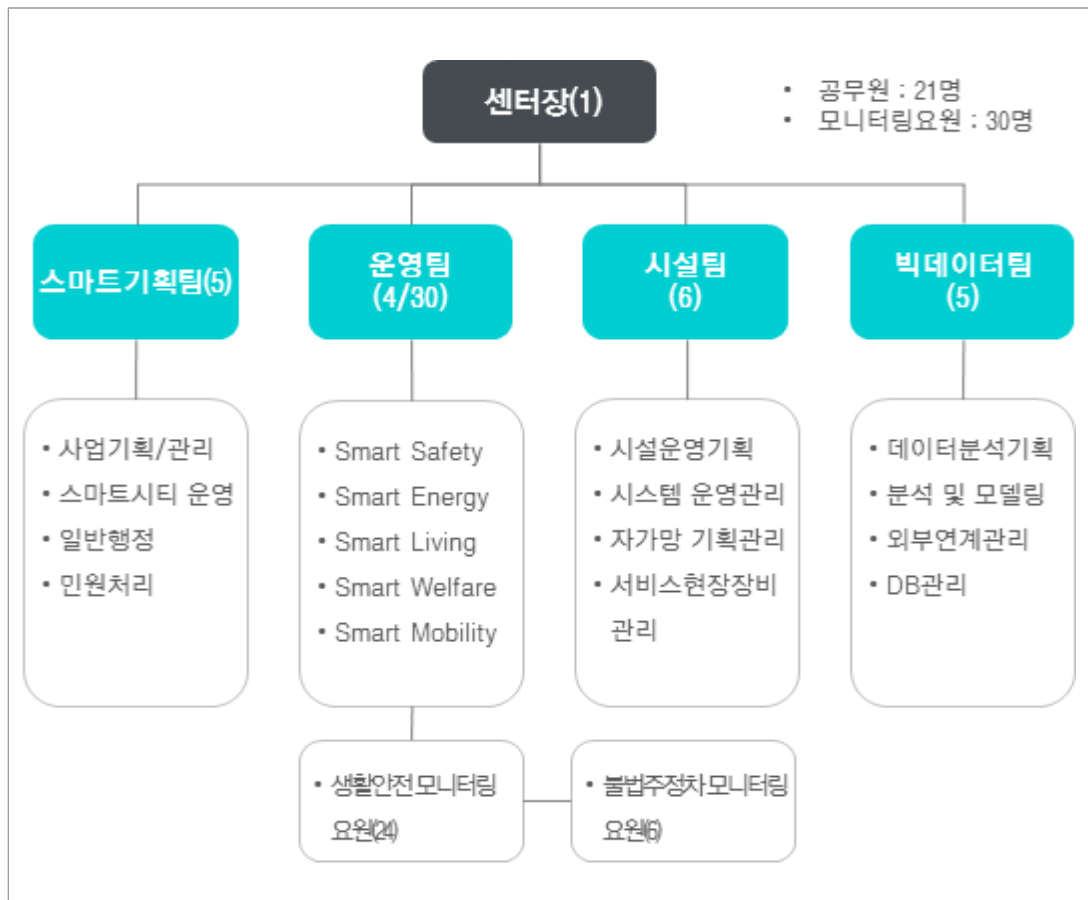 센터장(1)
• 공무원 : 21명
• 모니터링요원 : 30명
스마트기획팀(5)
운영팀
(4/30)
시설팀
(6)
빅데이터팀
(5)
• 사업기획/관리
• 스마트시티 운영
• 일반행정
• 민원처리
• Smart Safety
• Smart Energy
• Smart Living
• Smart Welfare
• Smart Mobility
• 시설운영기획
• 시스템 운영관리
• 자가망 기획관리
• 서비스현장장비
관리
• 데이터분석기획
• 분석 및 모델링
• 외부연계관리
• DB관리
• 생활안전 모니터링
요원(24)
• 불법주정차 모니터링
요원(6)